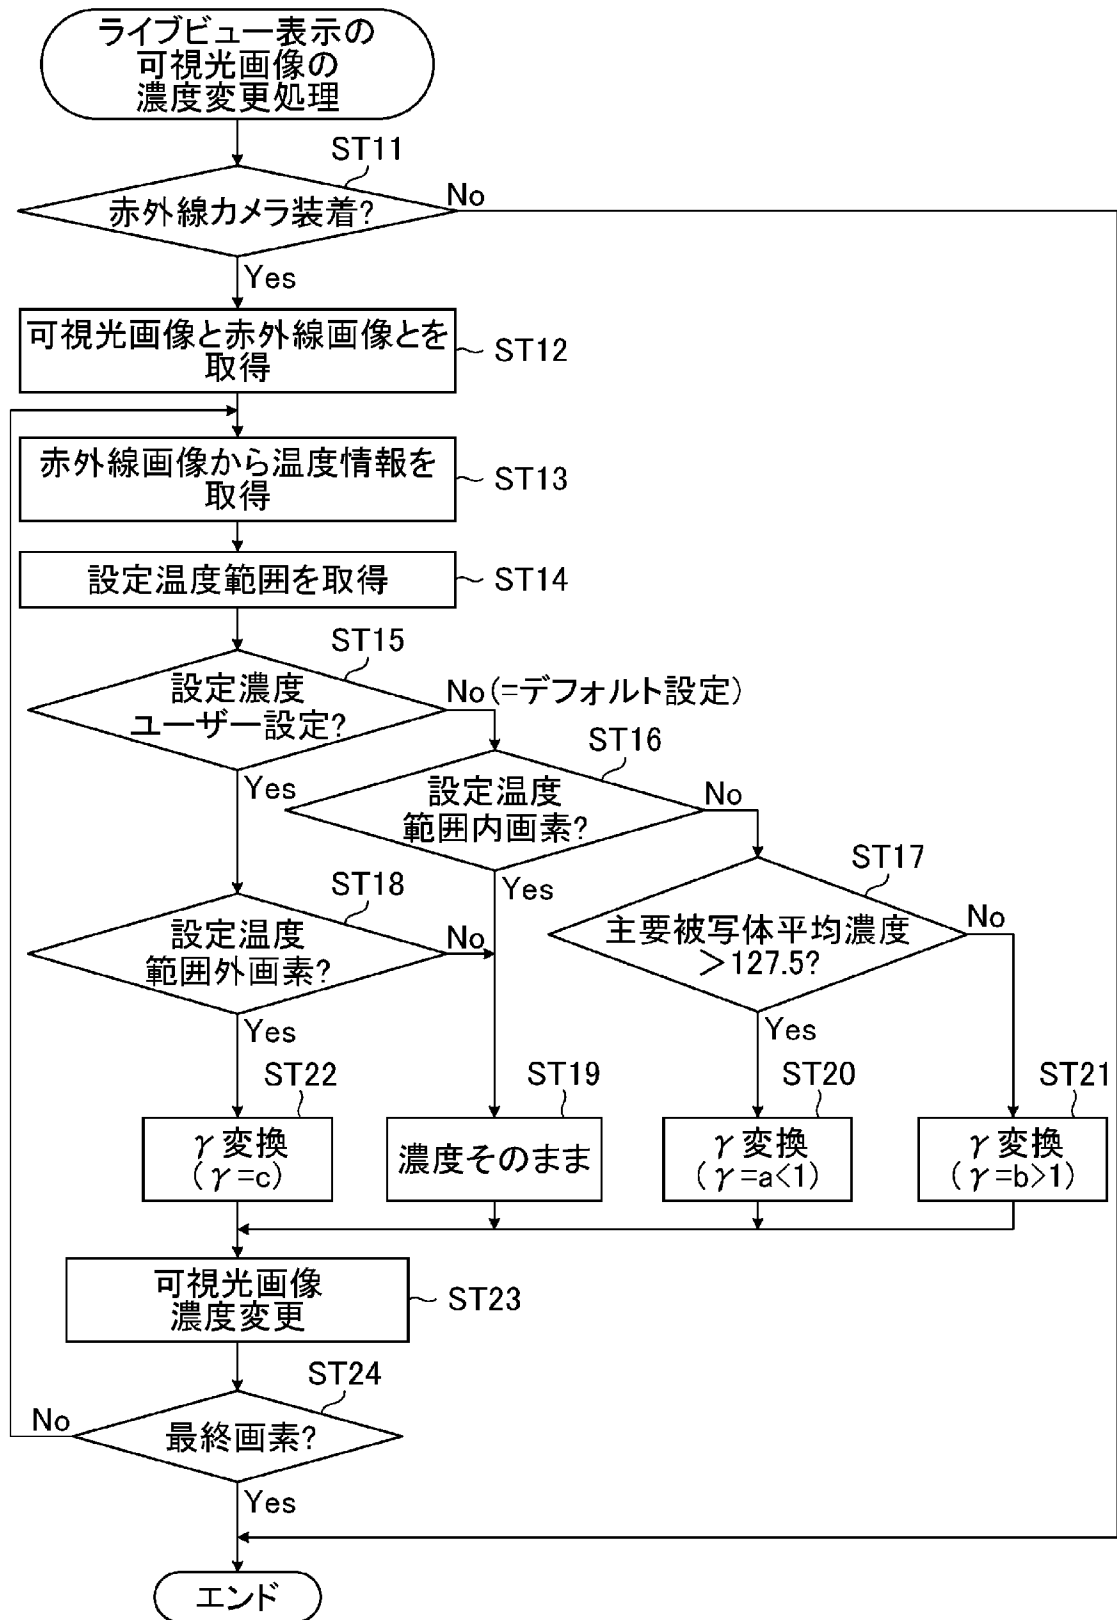 ライブビュー表示の
可視光画像の
濃度変更処理
ST11
赤外線カメラ装着?
No
Yes
可視光画像と赤外線画像とを
取得
ST12
赤外線画像から温度情報を
取得
ST13
設定温度範囲を取得
ST14
ST15
設定濃度
ユーザー設定?
No(=デフォルト設定)
Yes
ST16
設定温度
範囲内画素?
No
Yes
ST17
主要被写体平均濃度
>127.5?
No
Yes
ST18
設定温度
範囲外画素?
No
Yes
ST22
γ変換
(γ=c)
ST19
濃度そのまま
ST20
γ変換
(γ=a<1)
ST21
γ変換
(γ=b>1)
可視光画像
濃度変更
ST23
ST24
最終画素?
No
Yes
エンド